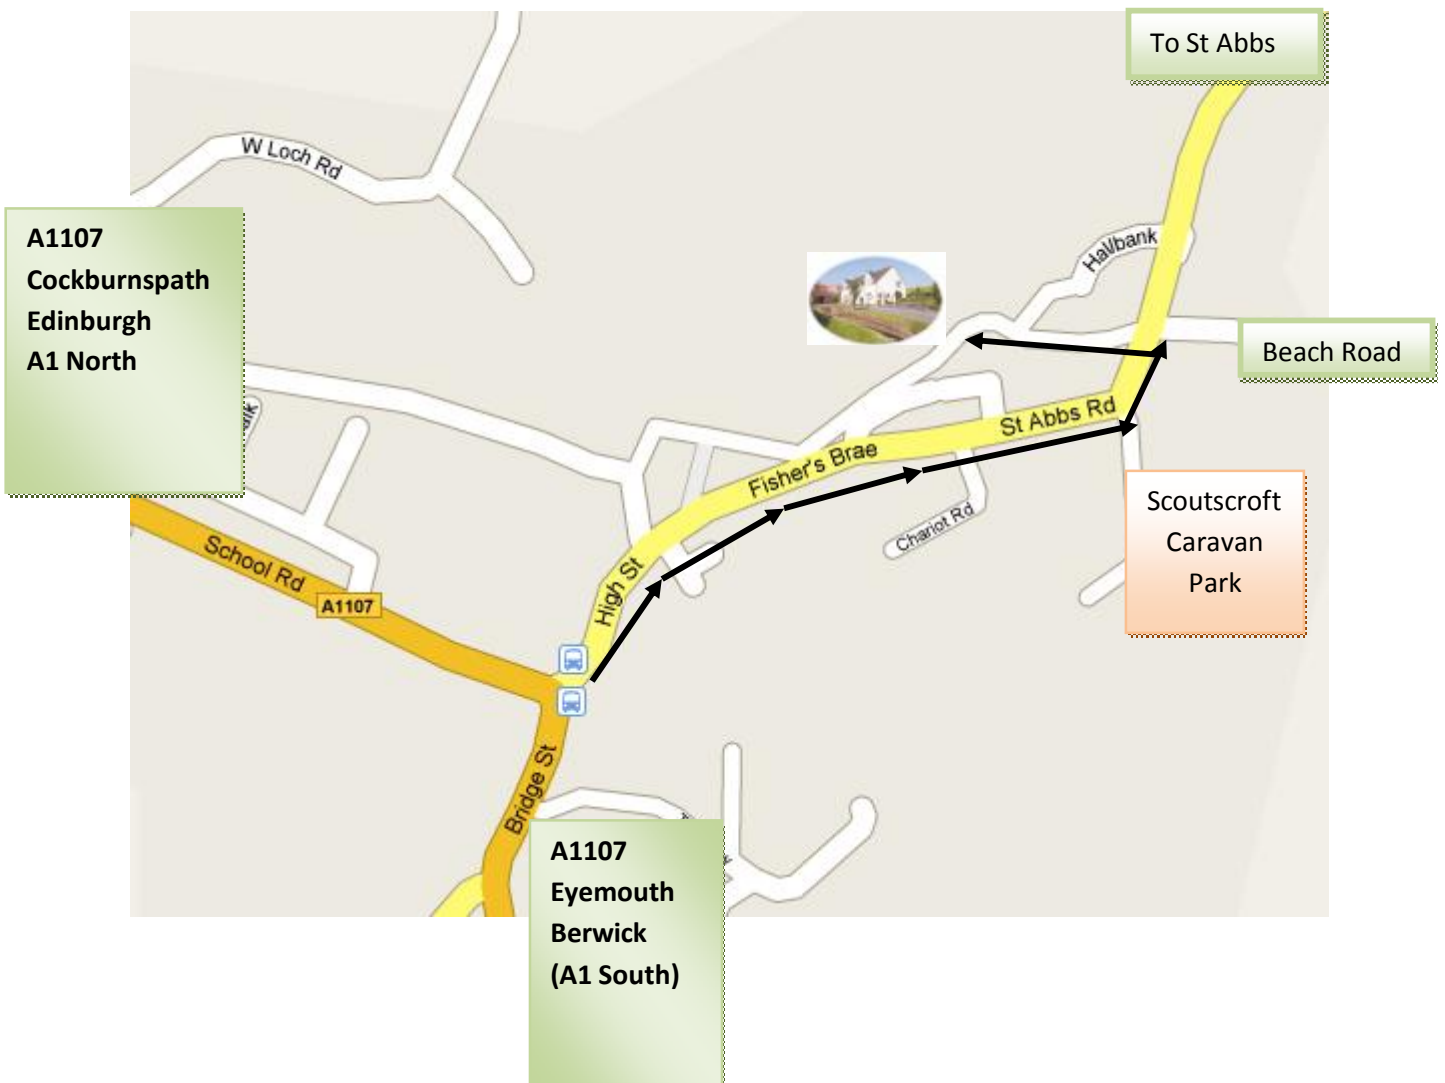 To St Abbs
W Loch Rd
A1107
Cockburnspath
Edinburgh
A1 North
Hallbank
Beach Road
St Abbs Rd
Fisher's Brae
Scoutscroft
Caravan
Park
Chariot Rd
School Rd
A1107
High St
Bridge St
A1107
Eyemouth
Berwick
(A1 South)